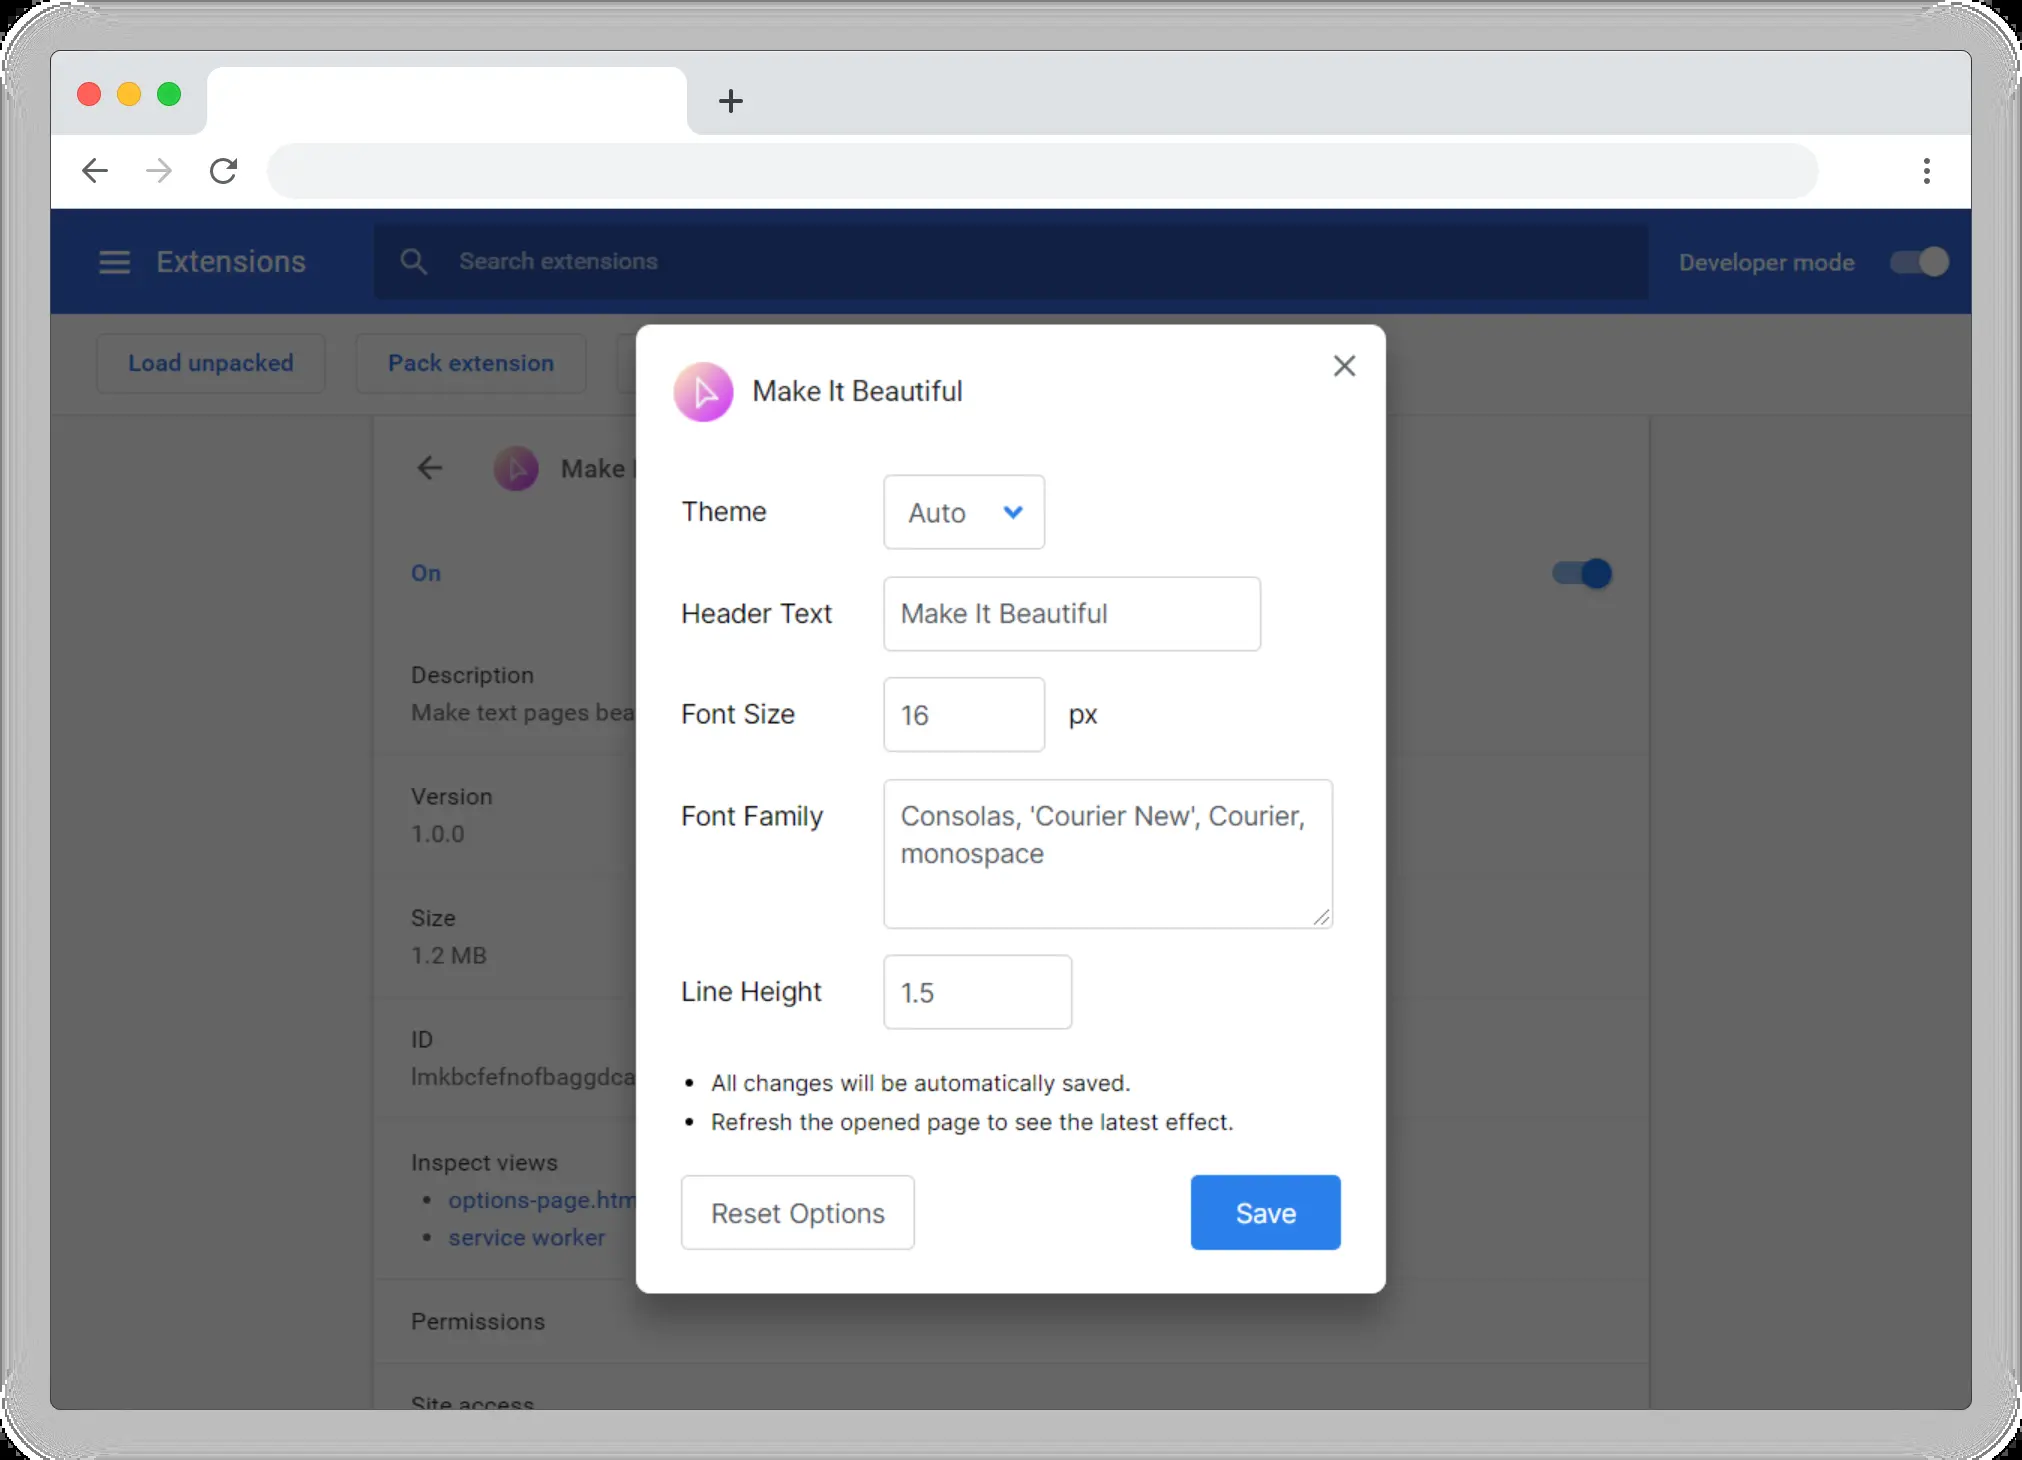 Extensions
Search extensions
Developer mode
Load unpacked
Pack extension
Make It Beautiful
Make
Theme
Auto
On
Header Text
Make It Beautiful
Description
Make text pages bea
Font Size
16
px
Version
1.0.0
Font Family
Consolas, 'Courier New', Courier,
monospace
Size
1.2 MB
Line Height
1.5
ID
lmkbcfefnofbaggdca
All changes will be automatically saved.
Refresh the opened page to see the latest effect.
Inspect views
options-page.htm
service worker
Reset Options
Save
Permissions
Site access